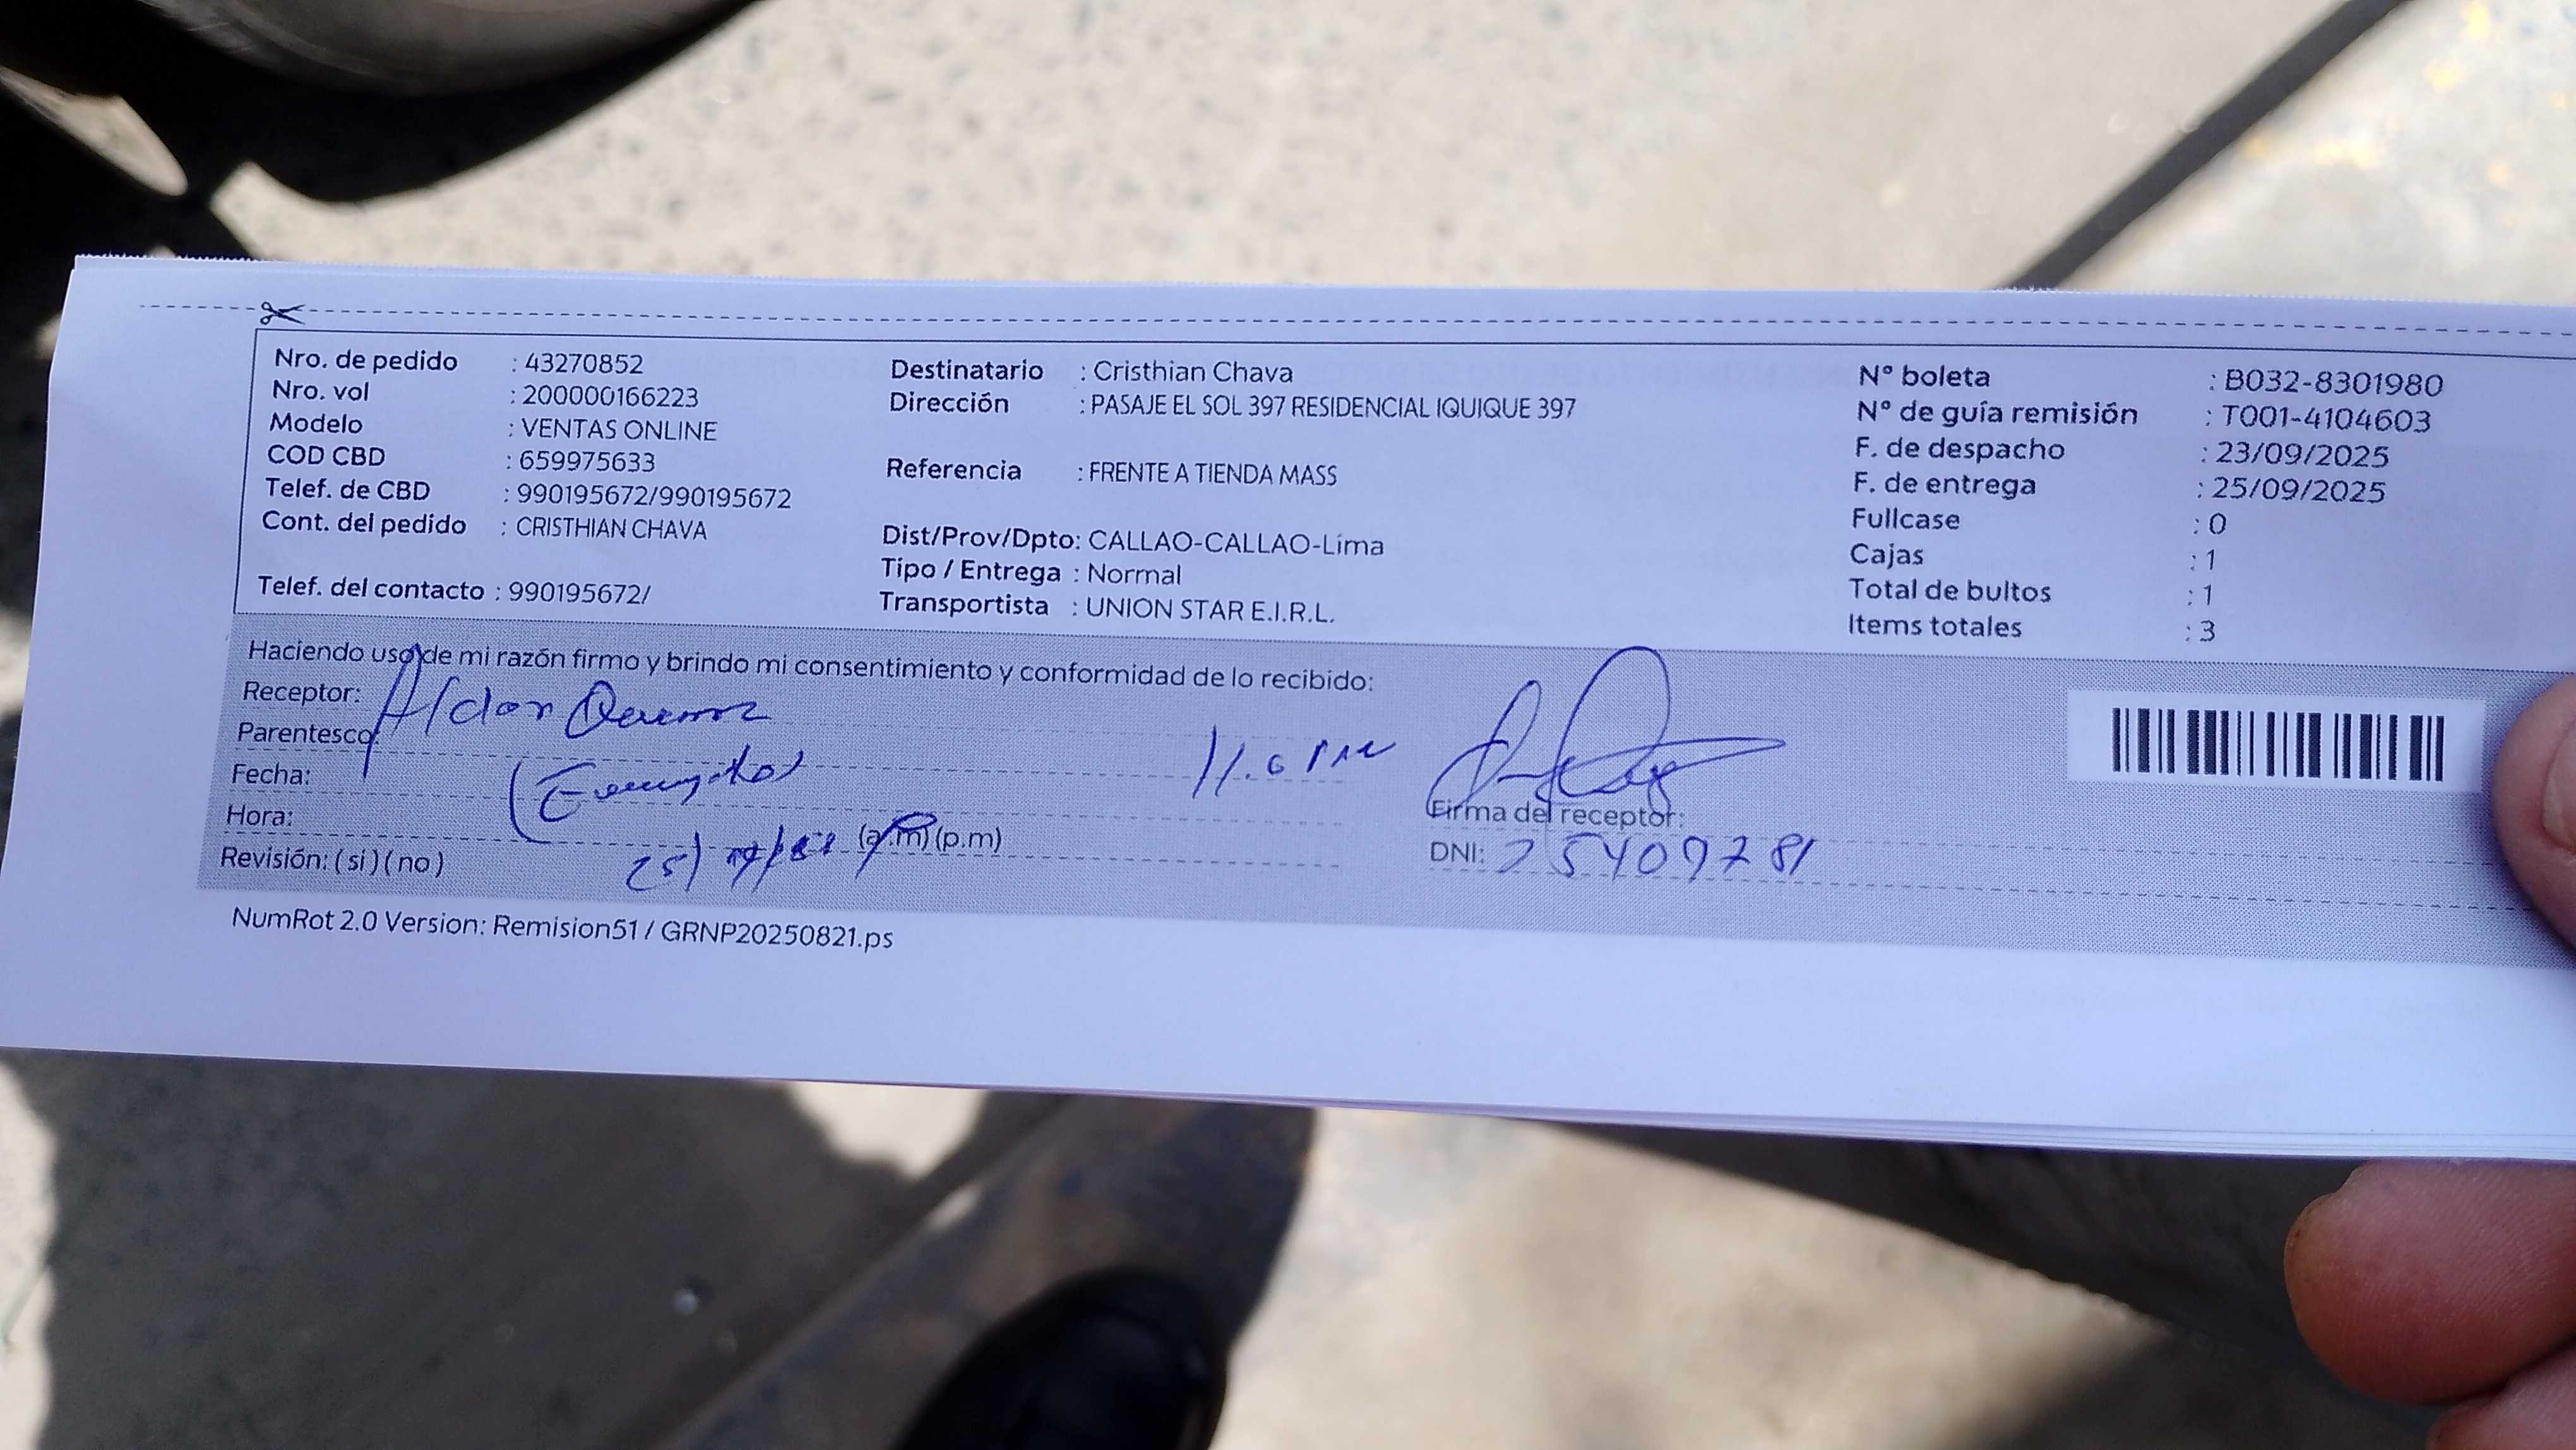 Nro. de pedido : 43270852
Nro. vol : 200000166223
Modelo : VENTAS ONLINE
COD CBD : 659975633
Telef. de CBD : 990195672/990195672
Cont. del pedido : CRISTHIAN CHAVA
Telef. del contacto : 990195672/
Destinatario : Cristhian Chava
Dirección : PASAJE EL SOL 397 RESIDENCIAL IQUIQUE 397
Referencia : FRENTE A TIENDA MASS
Dist/Prov/Dpto: CALLAO-CALLAO-Lima
Tipo / Entrega : Normal
Transportista : UNION STAR E.I.R.L.
N° boleta : B032-8301980
N° de guía remisión : T001-4104603
F. de despacho : 23/09/2025
F. de entrega : 25/09/2025
Fullcase : 0
Cajas : 1
Total de bultos : 1
Items totales : 3
Haciendo uso de mi razón firmo y brindo mi consentimiento y conformidad de lo recibido:
Receptor:
Parentesco:
Fecha:
Hora: (a.m) (p.m)
Revisión: ( si ) ( no )
Firma del receptor:
DNI: 25409781
NumRot 2.0 Version: Remision51 / GRNP20250821.ps